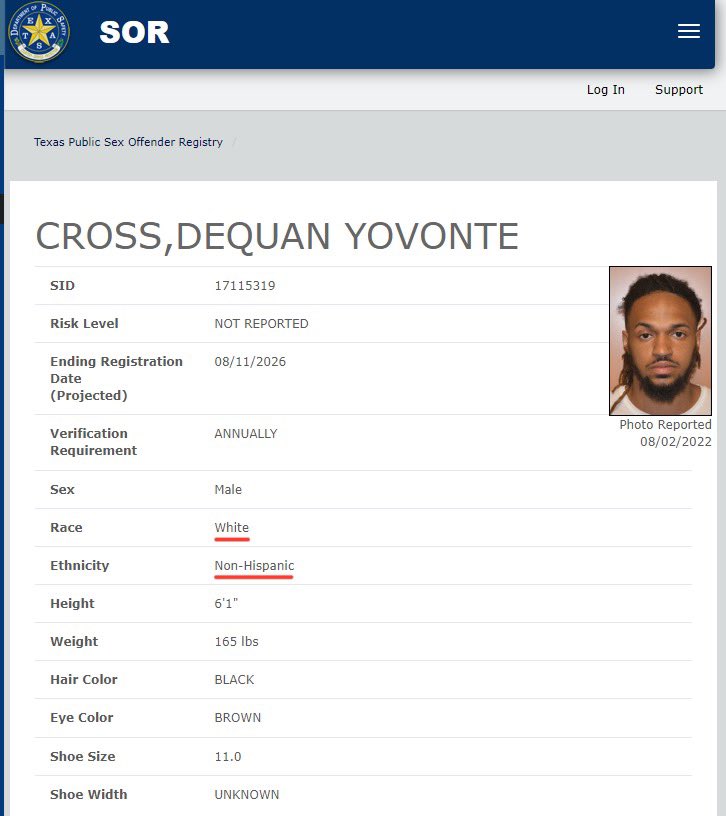 DEPARTMENT OF PUBLIC SAFETY
TEXAS
SOR
Log In Support
Texas Public Sex Offender Registry /
CROSS,DEQUAN YOVONTE
SID 17115319
Risk Level NOT REPORTED
Ending Registration 08/11/2026
Date
(Projected)
Photo Reported
08/02/2022
Verification ANNUALLY
Requirement
Sex Male
Race White
Ethnicity Non-Hispanic
Height 6'1"
Weight 165 lbs
Hair Color BLACK
Eye Color BROWN
Shoe Size 11.0
Shoe Width UNKNOWN